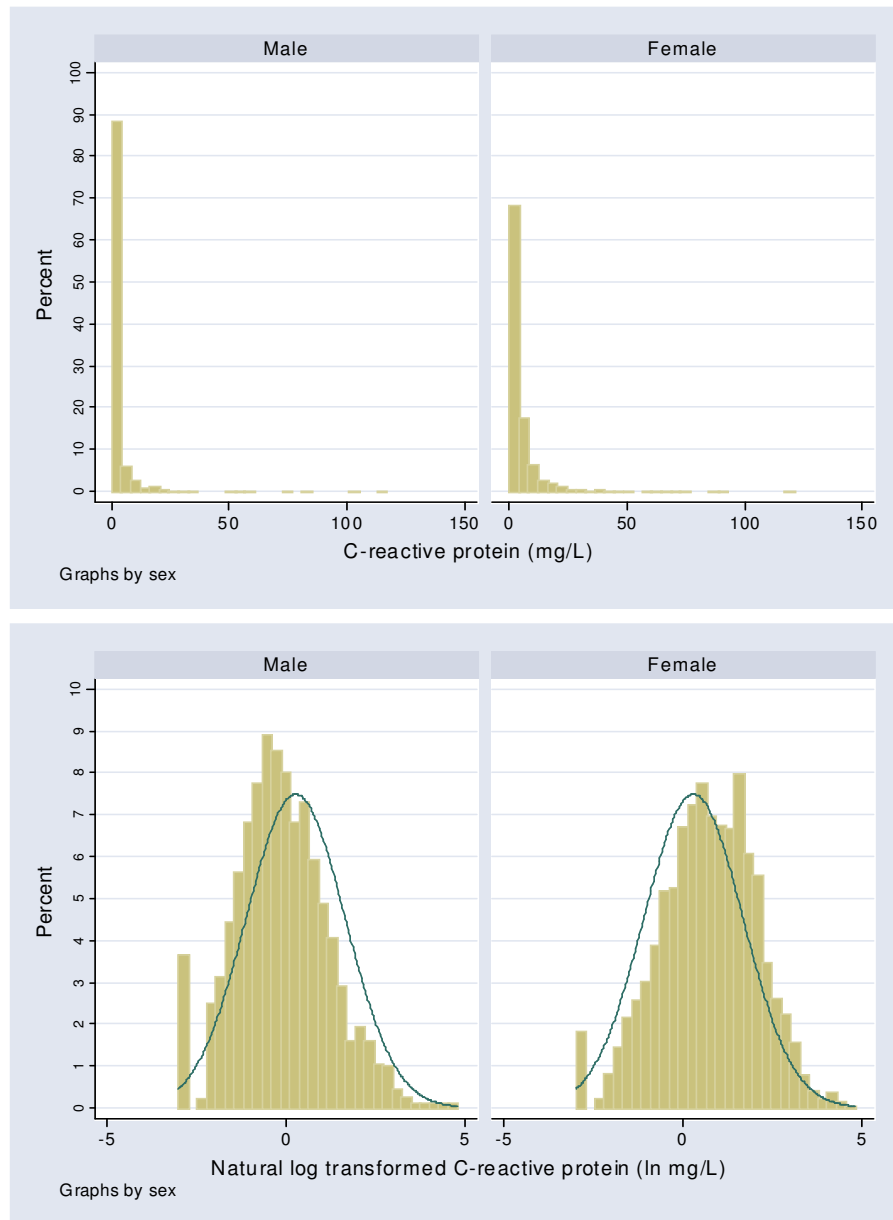 Male Female
100
90
80
70
60
50
40
30
20
10
0
Percent
0 50 100 150 0 50 100 150
C-reactive protein (mg/L)
Graphs by sex
Male Female
10
9
8
7
6
5
4
3
2
1
0
Percent
-5 0 5 -5 0 5
Natural log transformed C-reactive protein (ln mg/L)
Graphs by sex